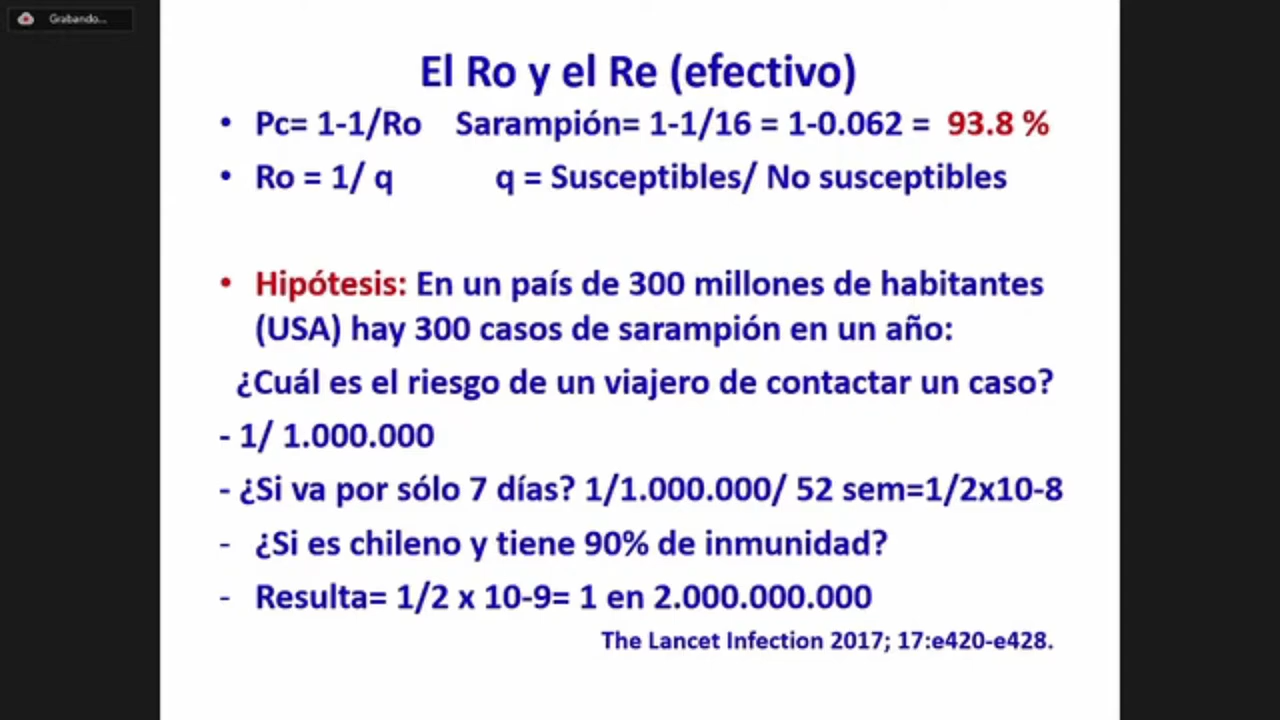 Grabando...
El Ro y el Re (efectivo)
• Pc= 1-1/Ro Sarampión= 1-1/16 = 1-0.062 = 93.8 %
• Ro = 1/ q q = Susceptibles/ No susceptibles
• Hipótesis: En un país de 300 millones de habitantes
(USA) hay 300 casos de sarampión en un año:
¿Cuál es el riesgo de un viajero de contactar un caso?
- 1/ 1.000.000
- ¿Si va por sólo 7 días? 1/1.000.000/ 52 sem=1/2x10-8
- ¿Si es chileno y tiene 90% de inmunidad?
- Resulta= 1/2 x 10-9= 1 en 2.000.000.000
The Lancet Infection 2017; 17:e420-e428.